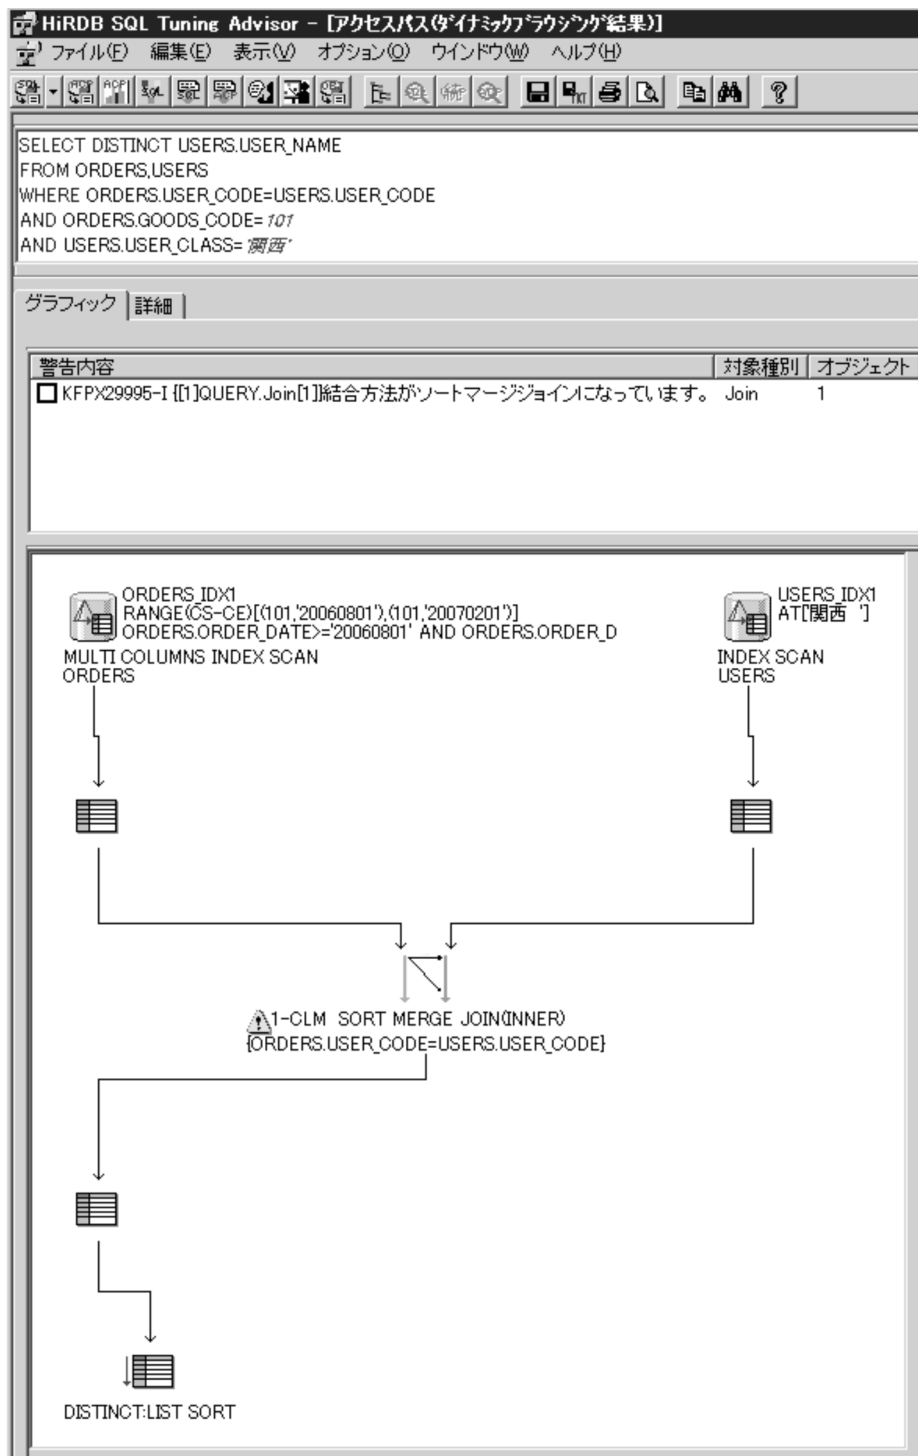 HiRDB SQL Tuning Advisor - [アクセスパス(ﾀﾞｲﾅﾐｯｸﾌﾞﾗｳｼﾞﾝｸﾞ結果)]
ファイル(F) 編集(E) 表示(V) オプション(O) ウインドウ(W) ヘルプ(H)
SELECT DISTINCT USERS.USER_NAME
FROM ORDERS,USERS
WHERE ORDERS.USER_CODE=USERS.USER_CODE
AND ORDERS.GOODS_CODE=101
AND USERS.USER_CLASS='関西'
グラフィック 詳細
警告内容 対象種別 オブジェクト
KFPX29995-I {[1]QUERY.Join[1]}結合方法がソートマージジョインになっています。 Join 1
ORDERS_IDX1
RANGE(CS-CE)[(101,'20060801'),(101,'20070201')]
ORDERS.ORDER_DATE>='20060801' AND ORDERS.ORDER_D
MULTI COLUMNS INDEX SCAN
ORDERS
USERS_IDX1
AT['関西 ']
INDEX SCAN
USERS
1-CLM SORT MERGE JOIN(INNER)
{ORDERS.USER_CODE=USERS.USER_CODE}
DISTINCT:LIST SORT